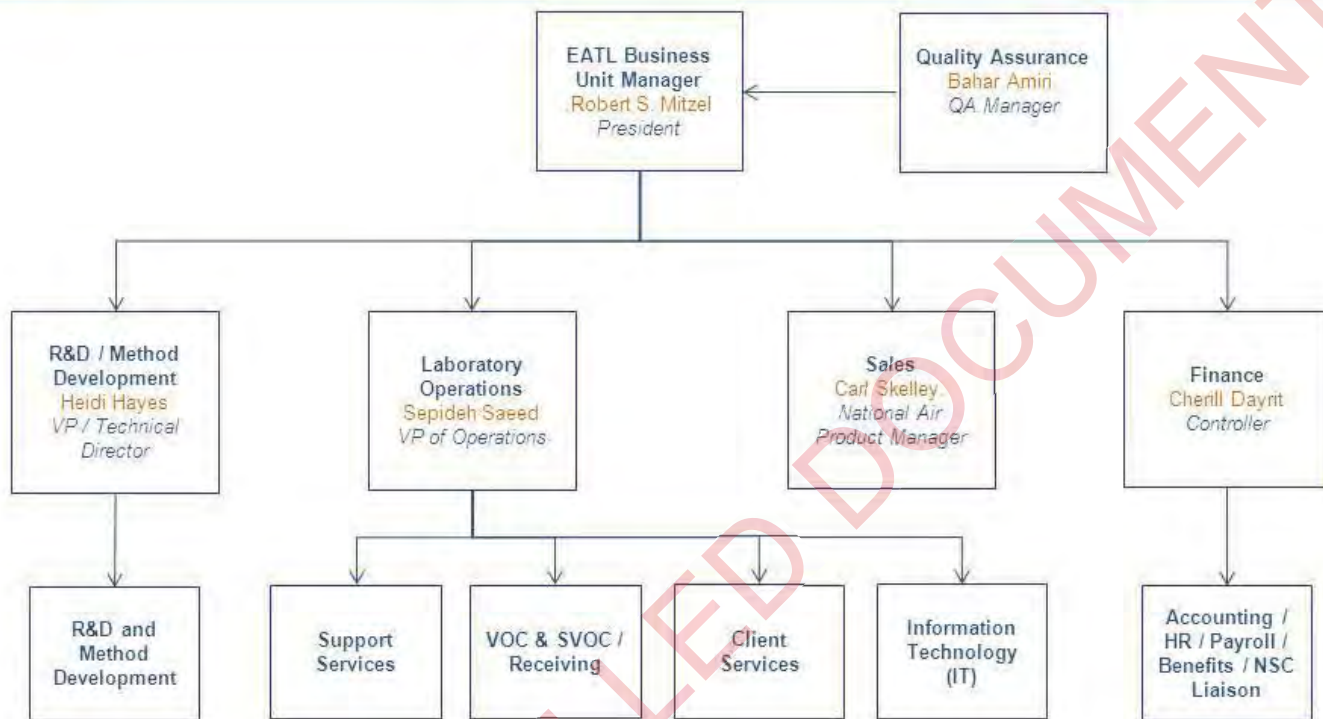 EATL Business
Unit Manager
Robert S. Mitzel
President
Quality Assurance
Bahar Amiri
QA Manager
R&D / Method
Development
Heidi Hayes
VP / Technical
Director
Laboratory
Operations
Sepideh Saeed
VP of Operations
Sales
Carl Skelley
National Air
Product Manager
Finance
Cherill Dayrit
Controller
R&D and
Method
Development
Support
Services
VOC & SVOC /
Receiving
Client
Services
Information
Technology
(IT)
Accounting /
HR / Payroll /
Benefits / NSC
Liaison
LLED DOCUMENT